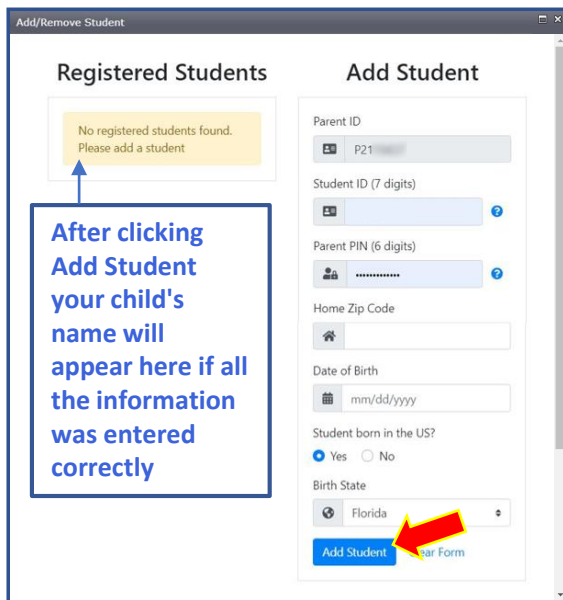 Add/Remove Student
Registered Students
No registered students found.
Please add a student
After clicking
Add Student
your child's
name will
appear here if all
the information
was entered
correctly
Add Student
Parent ID
P21
Student ID (7 digits)
Parent PIN (6 digits)
Home Zip Code
Date of Birth
mm/dd/yyyy
Student born in the US?
Yes No
Birth State
Florida
Add Student ear Form